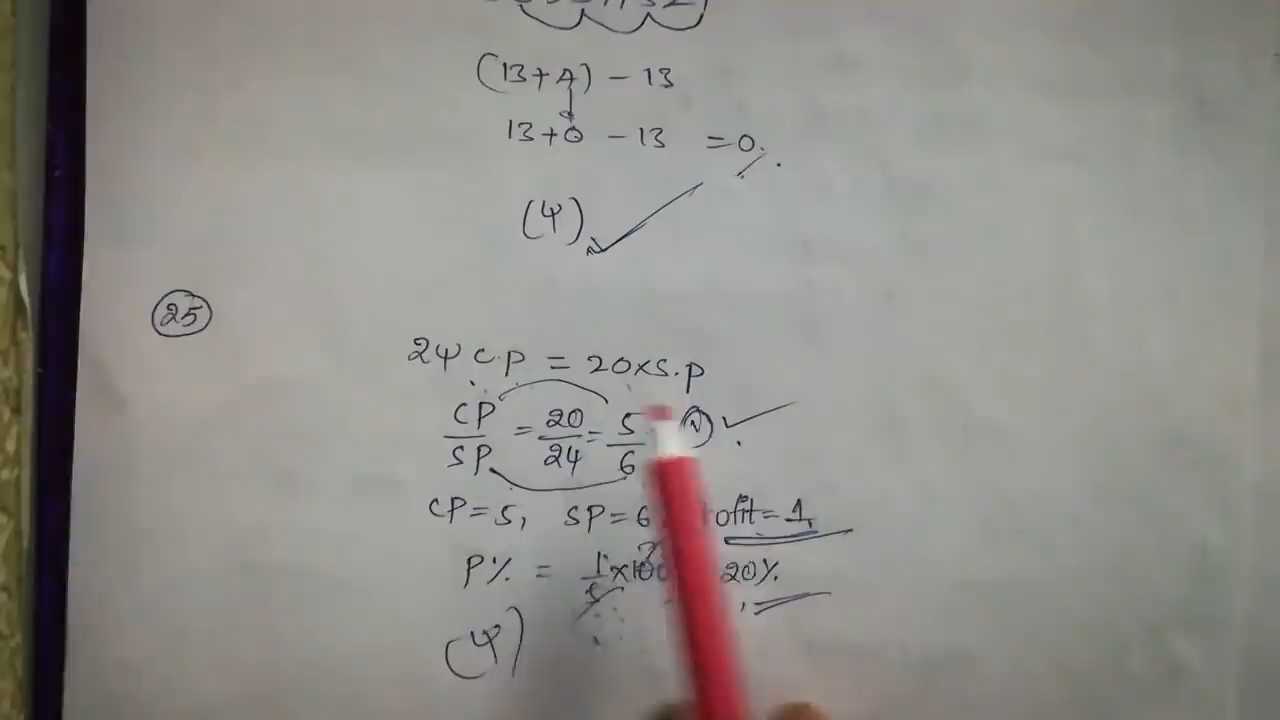 (13+A) - 13
13+0 - 13 = 0.
(4)
25
24 C.P = 20×S.P
CP/SP = 20/24 = 5/6
CP=5, SP=6
P% = 1/5 ×100 20%.
(4)